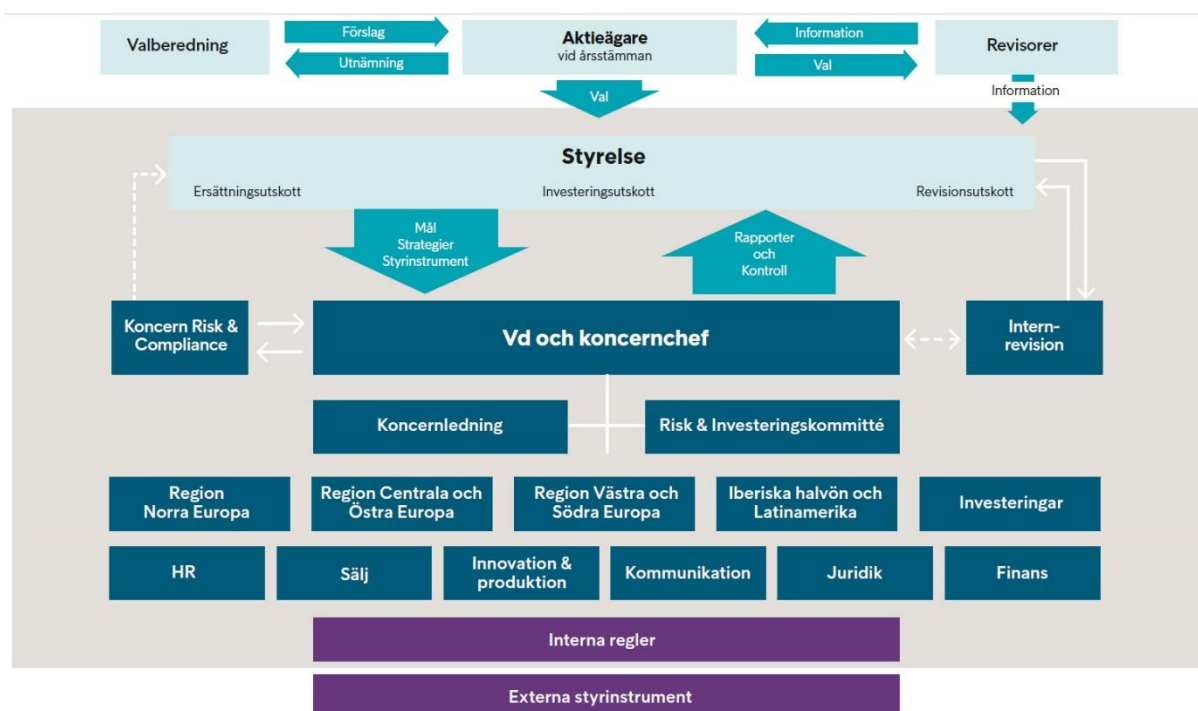 Valberedning
Förslag
Utnämning
Aktieägare
vid årsstämman
Information
Val
Revisorer
Val
Information
Styrelse
Ersättningsutskott
Investeringsutskott
Revisionsutskott
Mål
Strategier
Styrinstrument
Rapporter
och
Kontroll
Koncern Risk &
Compliance
Vd och koncernchef
Intern-
revision
Koncernledning
Risk & Investeringskommitté
Region
Norra Europa
Region Centrala och
Östra Europa
Region Västra och
Södra Europa
Iberiska halvön och
Latinamerika
Investeringar
HR
Sälj
Innovation &
produktion
Kommunikation
Juridik
Finans
Interna regler
Externa styrinstrument